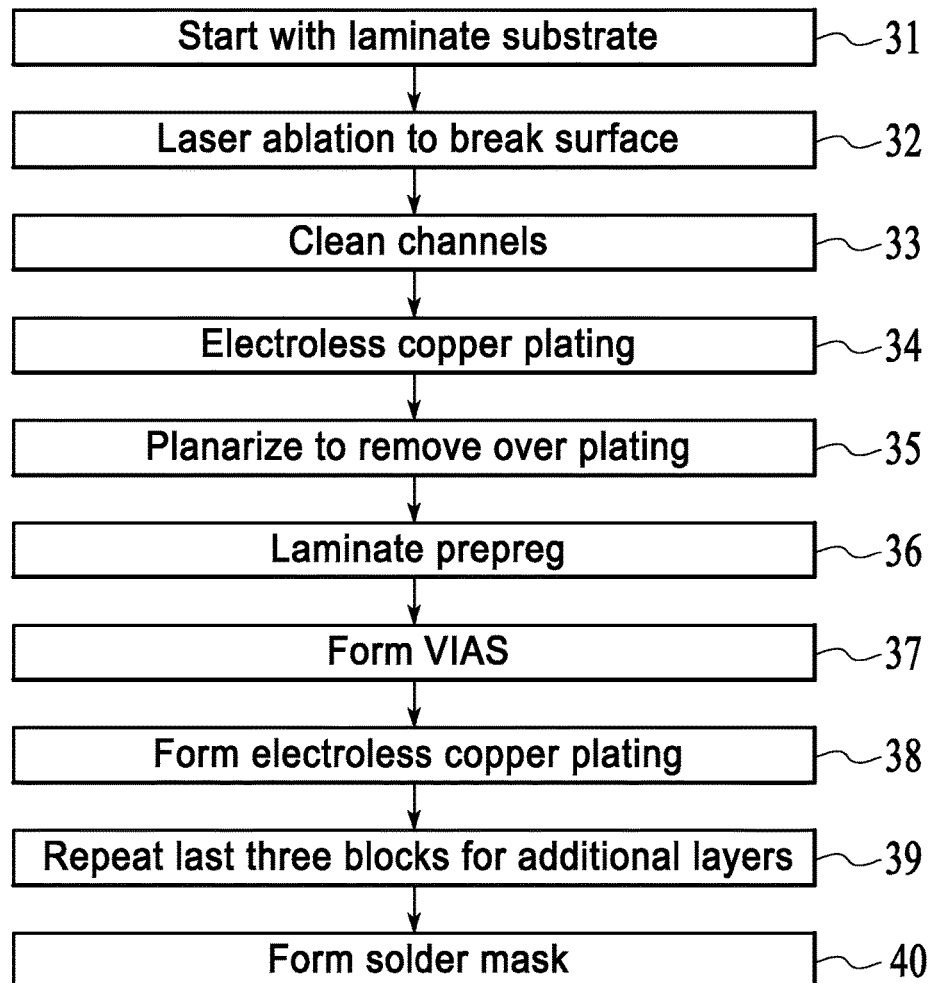 Start with laminate substrate 31
Laser ablation to break surface 32
Clean channels 33
Electroless copper plating 34
Planarize to remove over plating 35
Laminate prepreg 36
Form VIAS 37
Form electroless copper plating 38
Repeat last three blocks for additional layers 39
Form solder mask 40